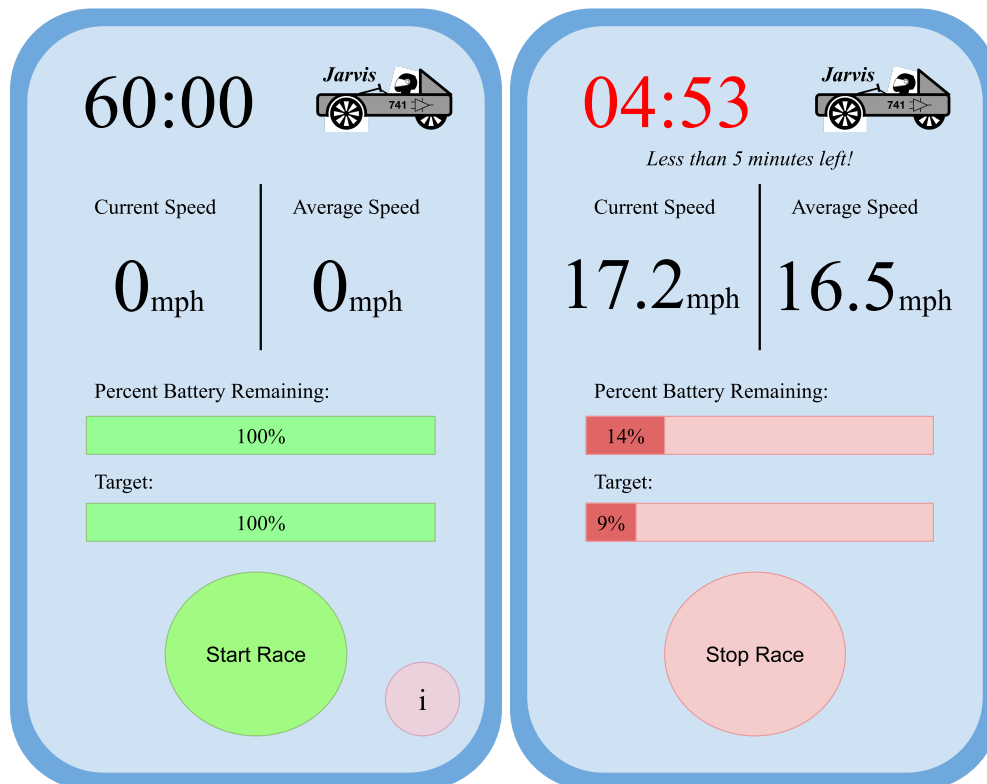 60:00
Jarvis
741
Current Speed
Average Speed
0mph
0mph
Percent Battery Remaining:
100%
Target:
100%
Start Race
i
04:53
Jarvis
741
Less than 5 minutes left!
Current Speed
Average Speed
17.2mph
16.5mph
Percent Battery Remaining:
14%
Target:
9%
Stop Race